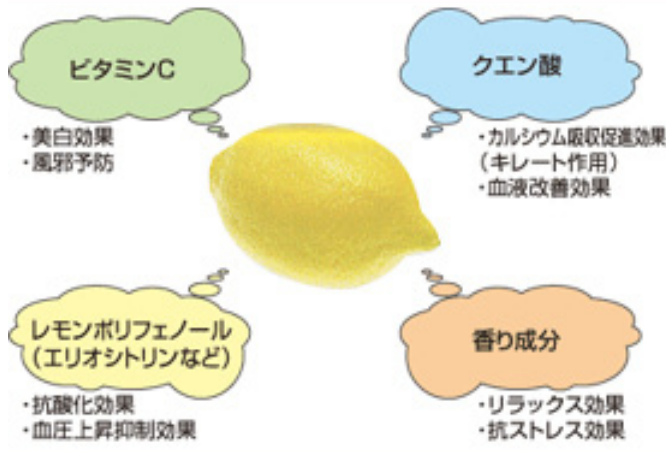 ビタミンC
・美白効果
・風邪予防
クエン酸
・カルシウム吸収促進効果
（キレート作用）
・血液改善効果
レモンポリフェノール
（エリオシトリンなど）
・抗酸化効果
・血圧上昇抑制効果
香り成分
・リラックス効果
・抗ストレス効果